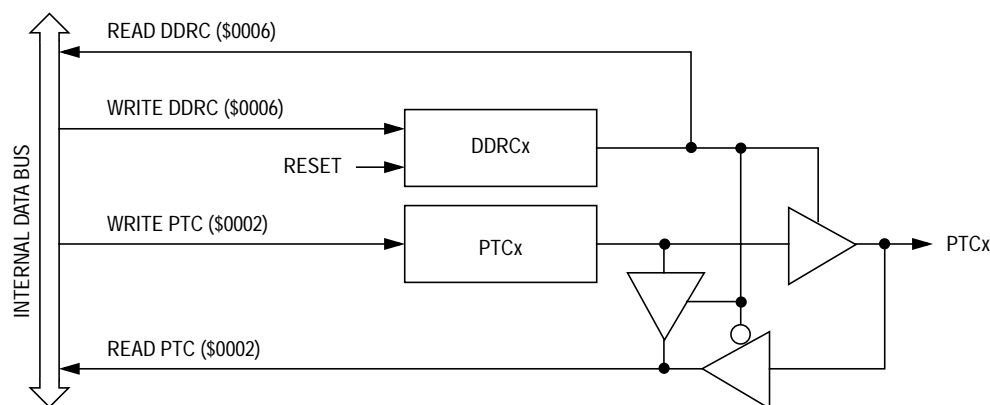 READ DDRC ($0006)
WRITE DDRC ($0006)
DDRCx
RESET
INTERNAL DATA BUS
WRITE PTC ($0002)
PTCx
PTCx
READ PTC ($0002)